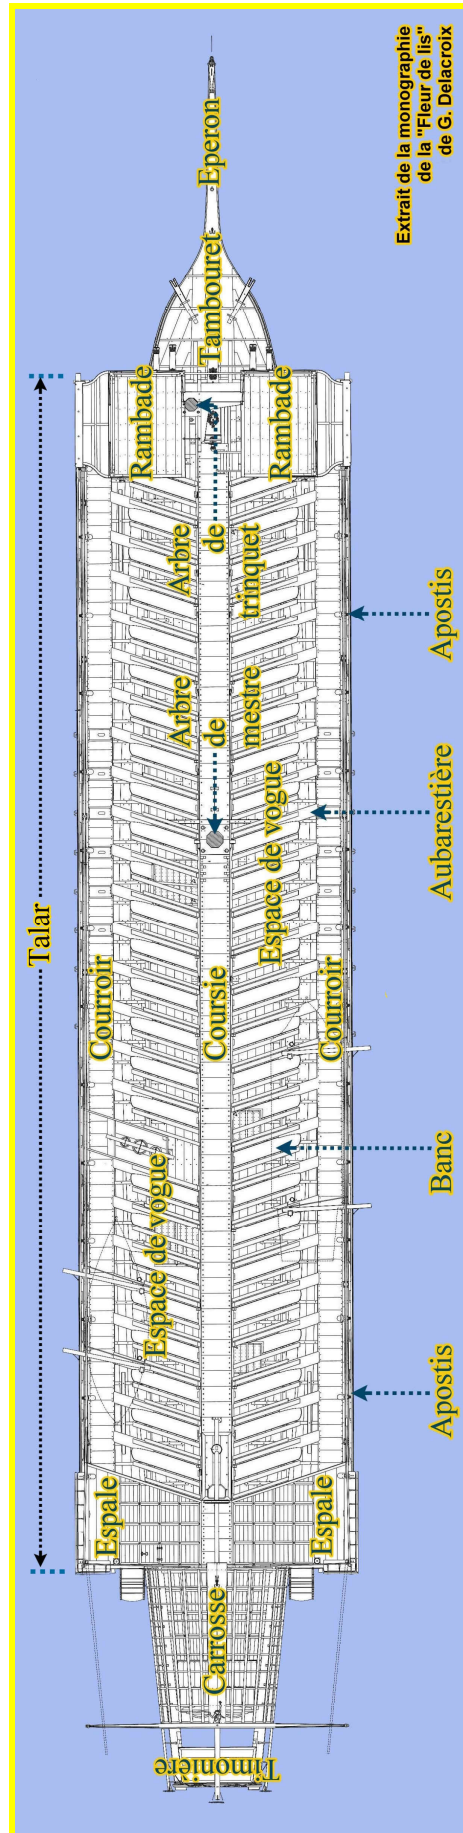 Extrait de la monographie
de la "Fleur de lis"
de G. Delacroix
Eperon
Tambouret
Rambade
Rambade
Arbre
de
trinquet
Arbre
de
mestre
Apostis
Aubarestière
Espace de vogue
Talar
Courroir
Coursie
Courroir
Banc
Espace de vogue
Apostis
Espale
Espale
Carrosse
Timonière